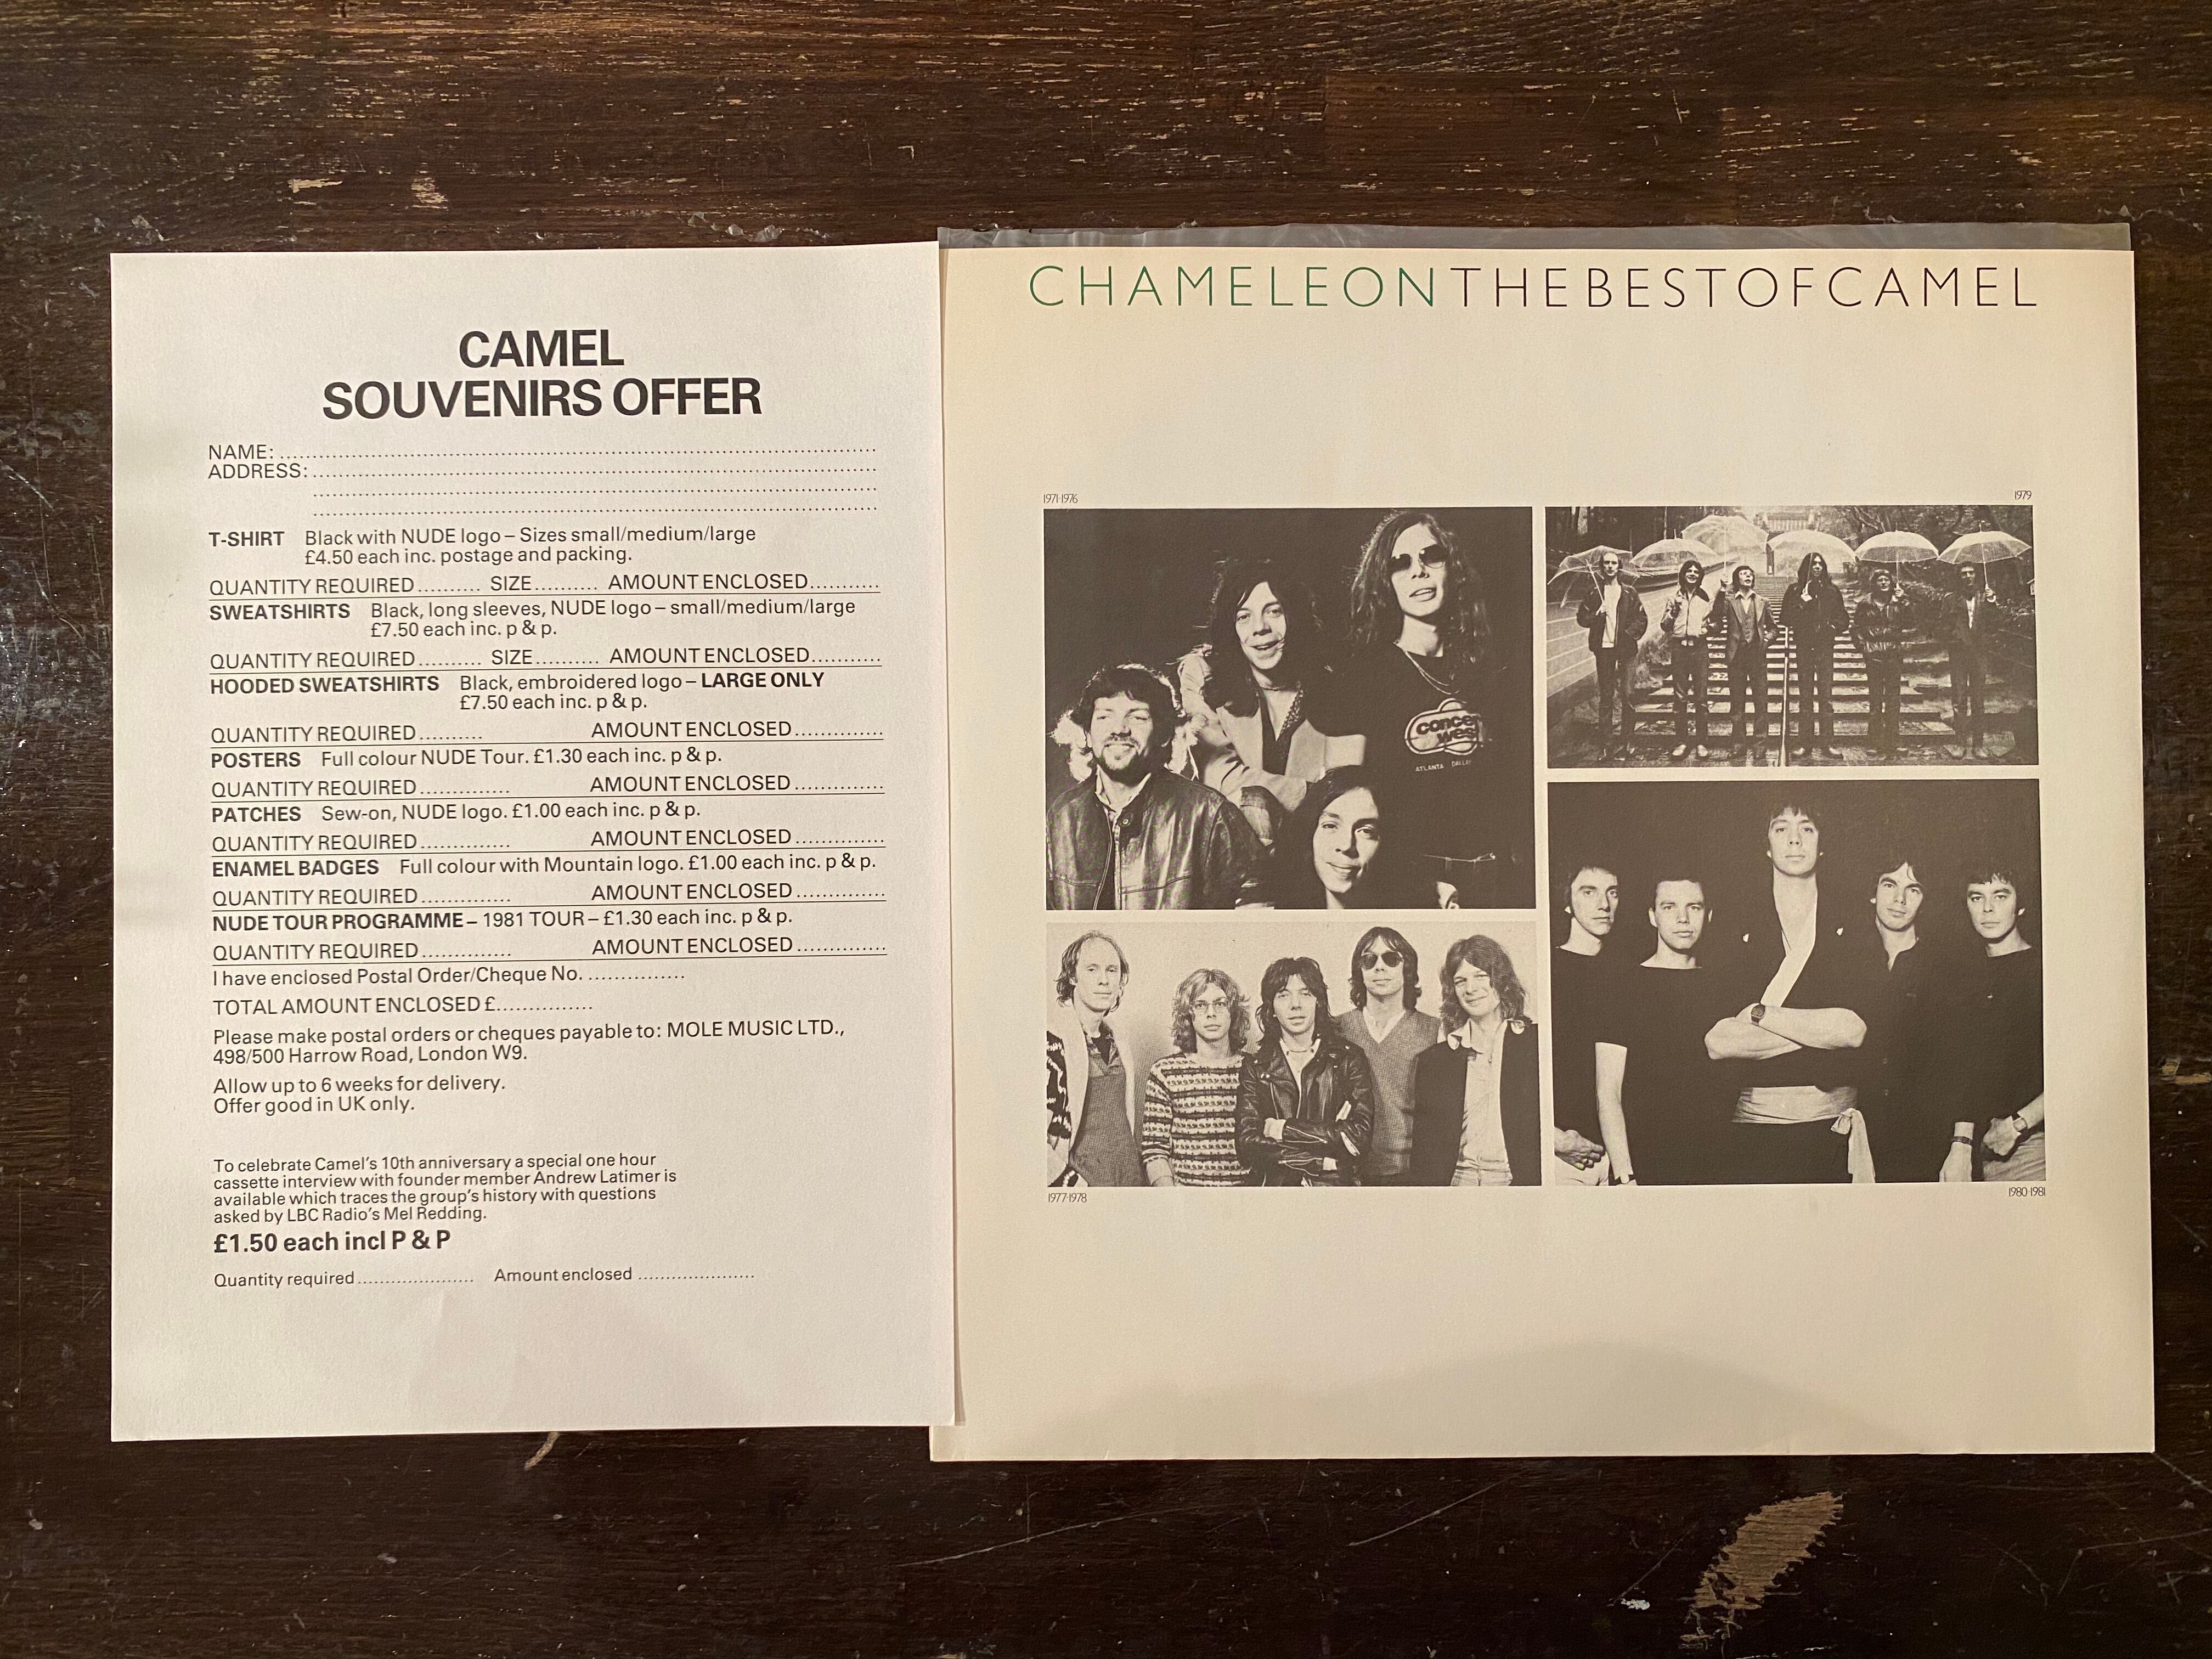 CAMEL
SOUVENIRS OFFER
NAME: ................................................................
ADDRESS: ................................................................
................................................................
................................................................
T-SHIRT Black with NUDE logo – Sizes small/medium/large
£4.50 each inc. postage and packing.
QUANTITY REQUIRED .......... SIZE .......... AMOUNT ENCLOSED ...........
SWEATSHIRTS Black, long sleeves, NUDE logo – small/medium/large
£7.50 each inc. p & p.
QUANTITY REQUIRED .......... SIZE .......... AMOUNT ENCLOSED ...........
HOODED SWEATSHIRTS Black, embroidered logo – LARGE ONLY
£7.50 each inc. p & p.
QUANTITY REQUIRED .......... AMOUNT ENCLOSED ..............
POSTERS Full colour NUDE Tour. £1.30 each inc. p & p.
QUANTITY REQUIRED .............. AMOUNT ENCLOSED ..............
PATCHES Sew-on, NUDE logo. £1.00 each inc. p & p.
QUANTITY REQUIRED .............. AMOUNT ENCLOSED ..............
ENAMEL BADGES Full colour with Mountain logo. £1.00 each inc. p & p.
QUANTITY REQUIRED .............. AMOUNT ENCLOSED ..............
NUDE TOUR PROGRAMME – 1981 TOUR – £1.30 each inc. p & p.
QUANTITY REQUIRED .............. AMOUNT ENCLOSED ..............
I have enclosed Postal Order/Cheque No. ...............
TOTAL AMOUNT ENCLOSED £...............
Please make postal orders or cheques payable to: MOLE MUSIC LTD.,
498/500 Harrow Road, London W9.
Allow up to 6 weeks for delivery.
Offer good in UK only.
To celebrate Camel's 10th anniversary a special one hour
cassette interview with founder member Andrew Latimer is
available which traces the group's history with questions
asked by LBC Radio's Mel Redding.
£1.50 each incl P & P
Quantity required ..................... Amount enclosed .....................
CHAMELEONTHEBESTOFCAMEL
1971·1976
1979
concer
wes
ATLANTA DALLA
1977·1978
1980·1981